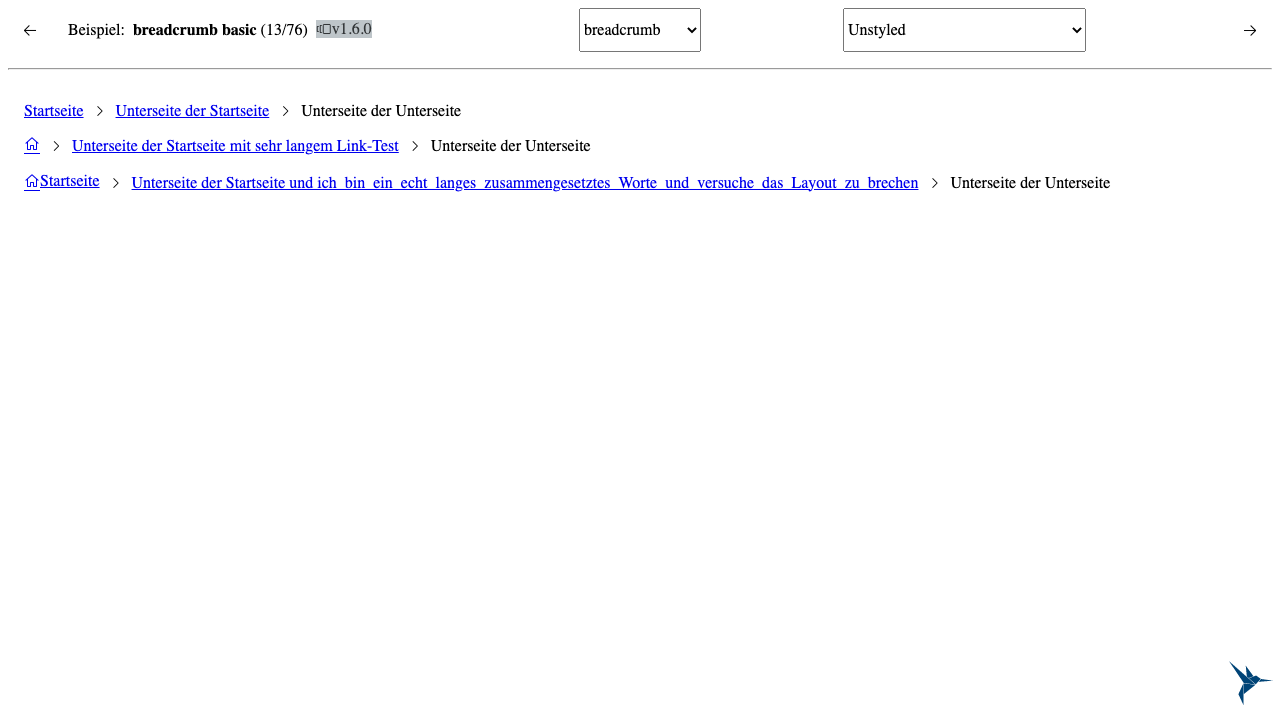 Beispiel: breadcrumb basic (13/76) v1.6.0 breadcrumb Unstyled
Startseite Unterseite der Startseite Unterseite der Unterseite
Unterseite der Startseite mit sehr langem Link-Test Unterseite der Unterseite
Startseite Unterseite der Startseite und ich_bin_ein_echt_langes_zusammengesetztes_Worte_und_versuche_das_Layout_zu_brechen Unterseite der Unterseite